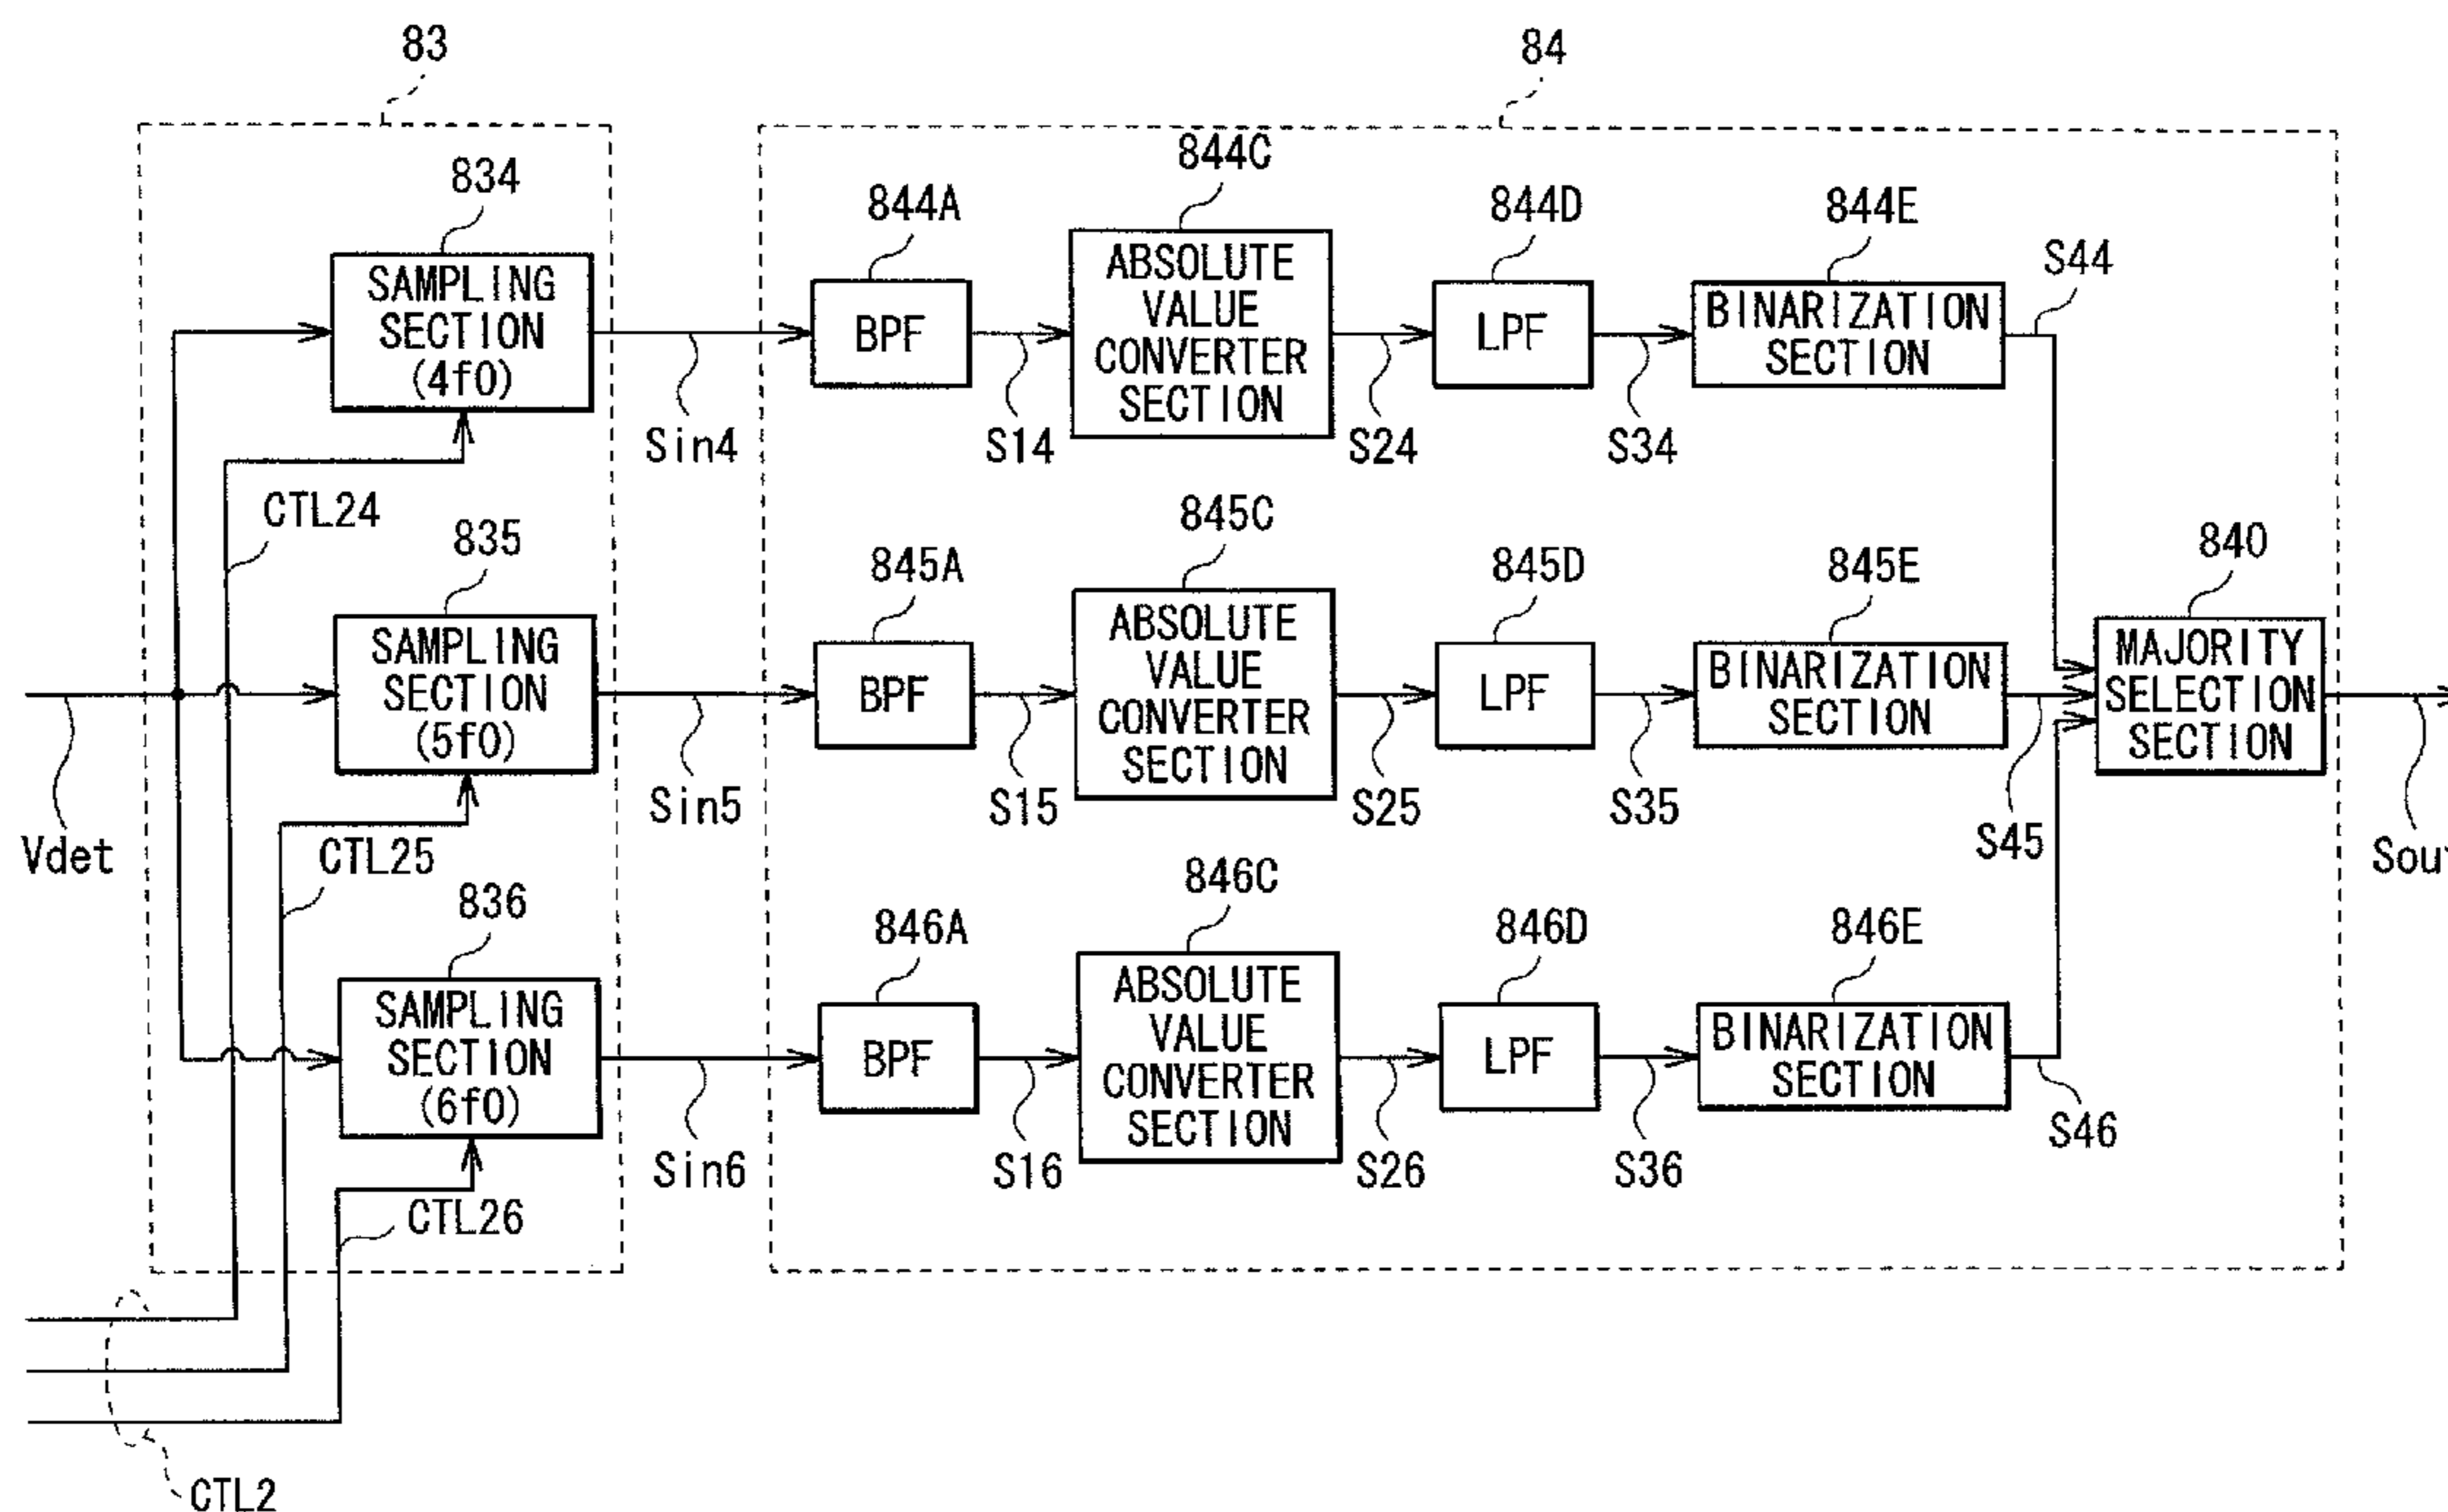 83
84
834
SAMPLING
SECTION
(4f0)
Sin4
844A
BPF
S14
844C
ABSOLUTE
VALUE
CONVERTER
SECTION
S24
844D
LPF
S34
844E
BINARIZATION
SECTION
S44
CTL24
835
SAMPLING
SECTION
(5f0)
Sin5
845A
BPF
S15
845C
ABSOLUTE
VALUE
CONVERTER
SECTION
S25
845D
LPF
S35
845E
BINARIZATION
SECTION
S45
840
MAJORITY
SELECTION
SECTION
Sout
Vdet
CTL25
836
SAMPLING
SECTION
(6f0)
Sin6
846A
BPF
S16
846C
ABSOLUTE
VALUE
CONVERTER
SECTION
S26
846D
LPF
S36
846E
BINARIZATION
SECTION
S46
CTL26
CTL2